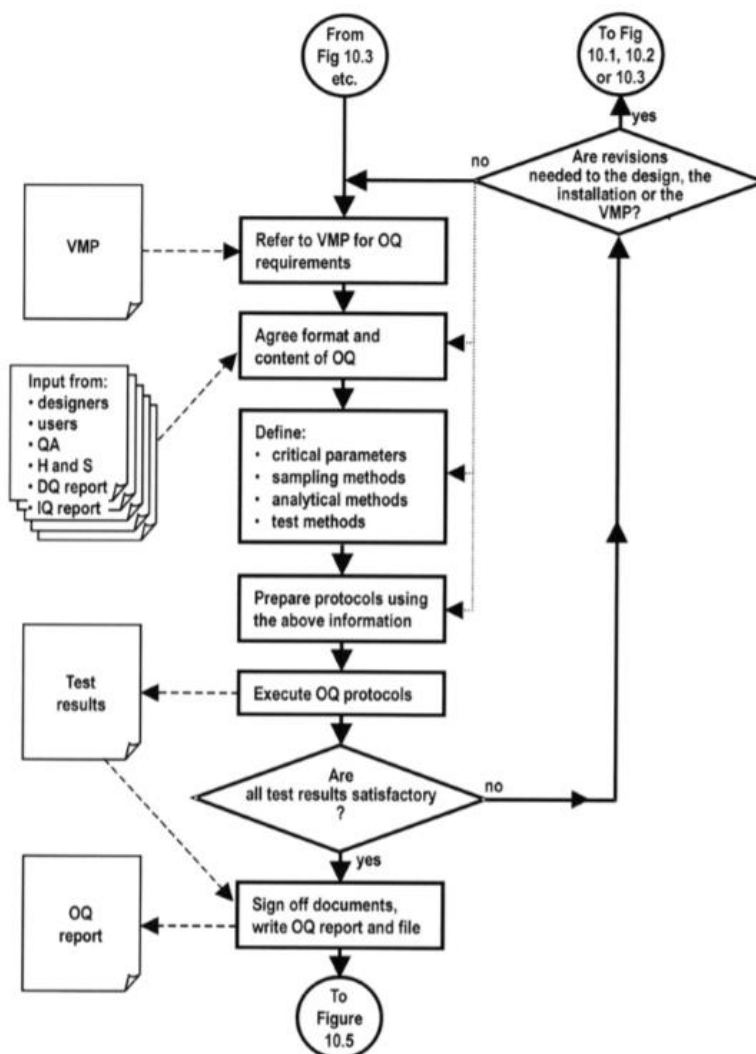 From
Fig 10.3
etc.
To Fig
10.1, 10.2
or 10.3
yes
no
Are revisions
needed to the design, the
installation or the
VMP?
VMP
Refer to VMP for OQ
requirements
Agree format and
content of OQ
Input from:
• designers
• users
• QA
• H and S
• DQ report
• IQ report
Define:
• critical parameters
• sampling methods
• analytical methods
• test methods
Prepare protocols using
the above information
Test
results
Execute OQ protocols
Are
all test results satisfactory
?
no
yes
OQ
report
Sign off documents,
write OQ report and file
To
Figure
10.5